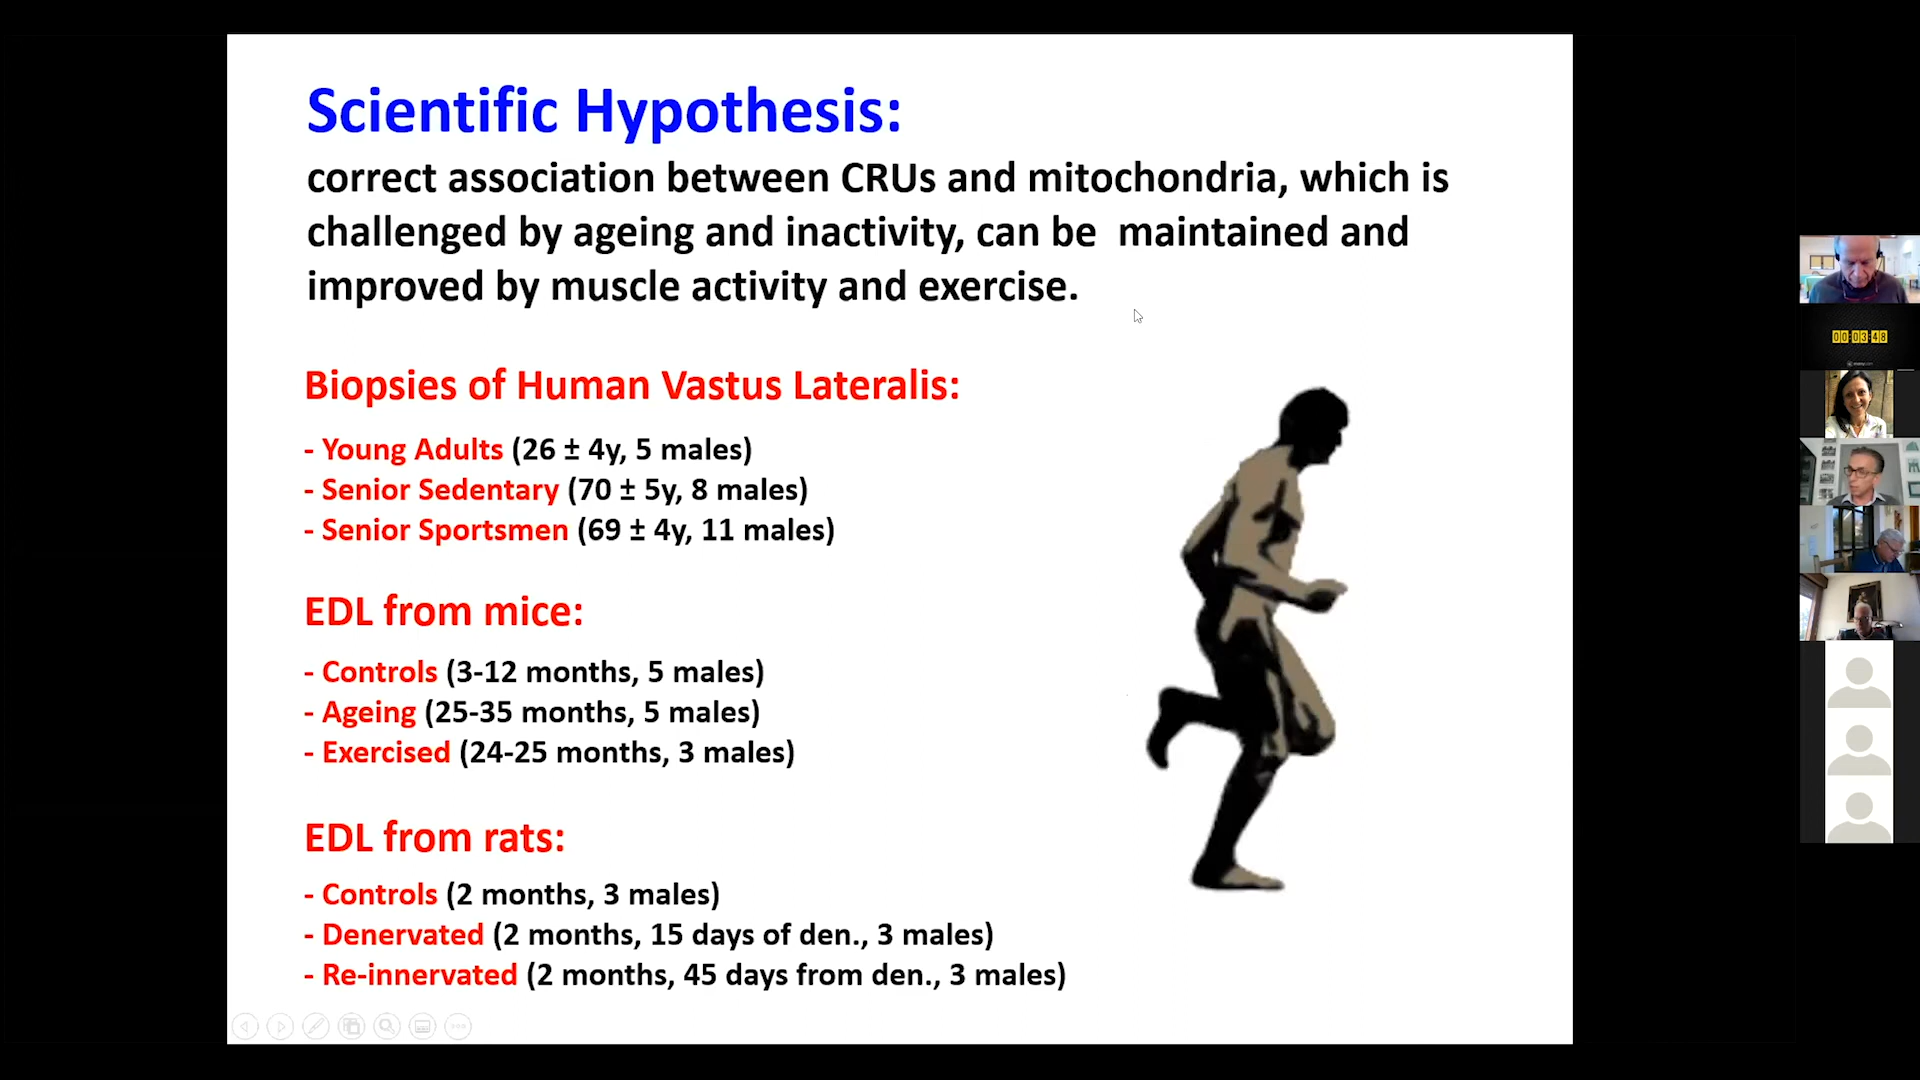 Scientific Hypothesis:
correct association between CRUs and mitochondria, which is
challenged by ageing and inactivity, can be maintained and
improved by muscle activity and exercise.
Biopsies of Human Vastus Lateralis:
- Young Adults (26 ± 4y, 5 males)
- Senior Sedentary (70 ± 5y, 8 males)
- Senior Sportsmen (69 ± 4y, 11 males)
EDL from mice:
- Controls (3-12 months, 5 males)
- Ageing (25-35 months, 5 males)
- Exercised (24-25 months, 3 males)
EDL from rats:
- Controls (2 months, 3 males)
- Denervated (2 months, 15 days of den., 3 males)
- Re-innervated (2 months, 45 days from den., 3 males)
00:03:48